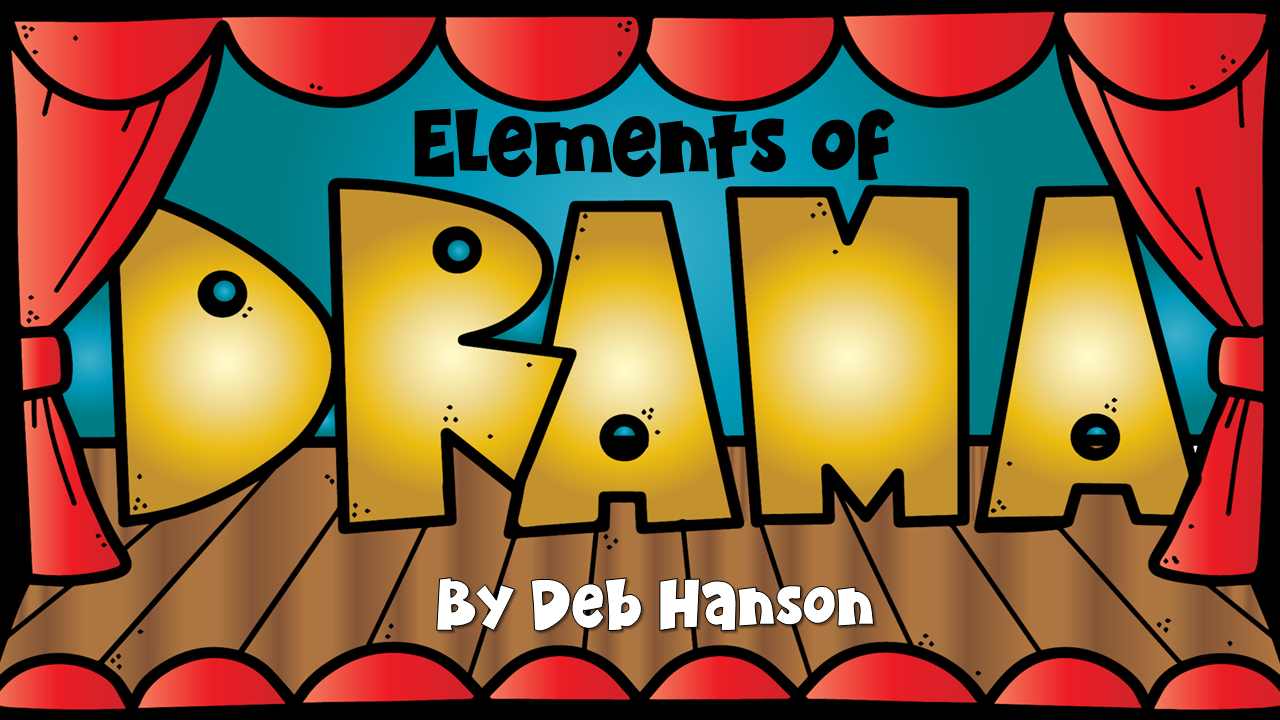 Elements of
DRAMA
By Deb Hanson